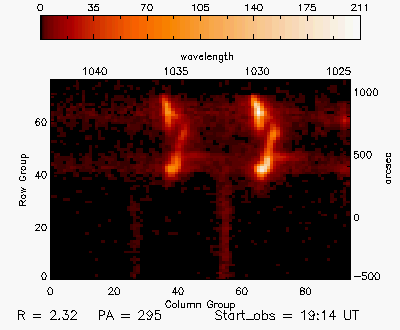 0 35 70 105 140 175 211
wavelength
1040 1035 1030 1025
1000
60
500
40
0
20
0
-500
Row Group
arcsec
0 20 40 60 80
Column Group
R = 2.32 PA = 295 Start_obs = 19:14 UT